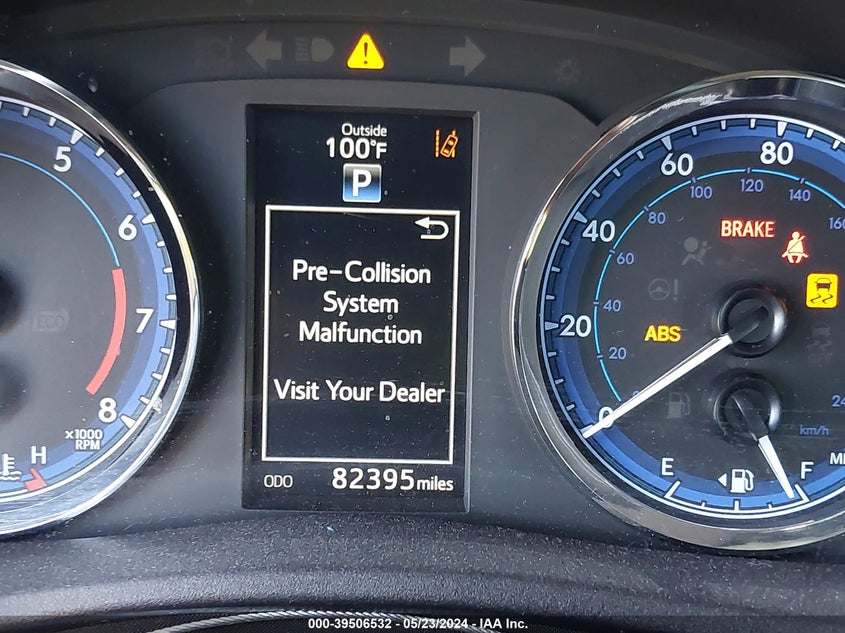 Outside
100°F
P
Pre-Collision
System
Malfunction
Visit Your Dealer
ODO 82395 miles
5
6
7
8
x1000
RPM
H
ECO
0
20
40
60
80
20
40
60
80
100
120
140
160
km/h
BRAKE
ABS
E
F
000-39506532 - 05/23/2024 - IAA Inc.